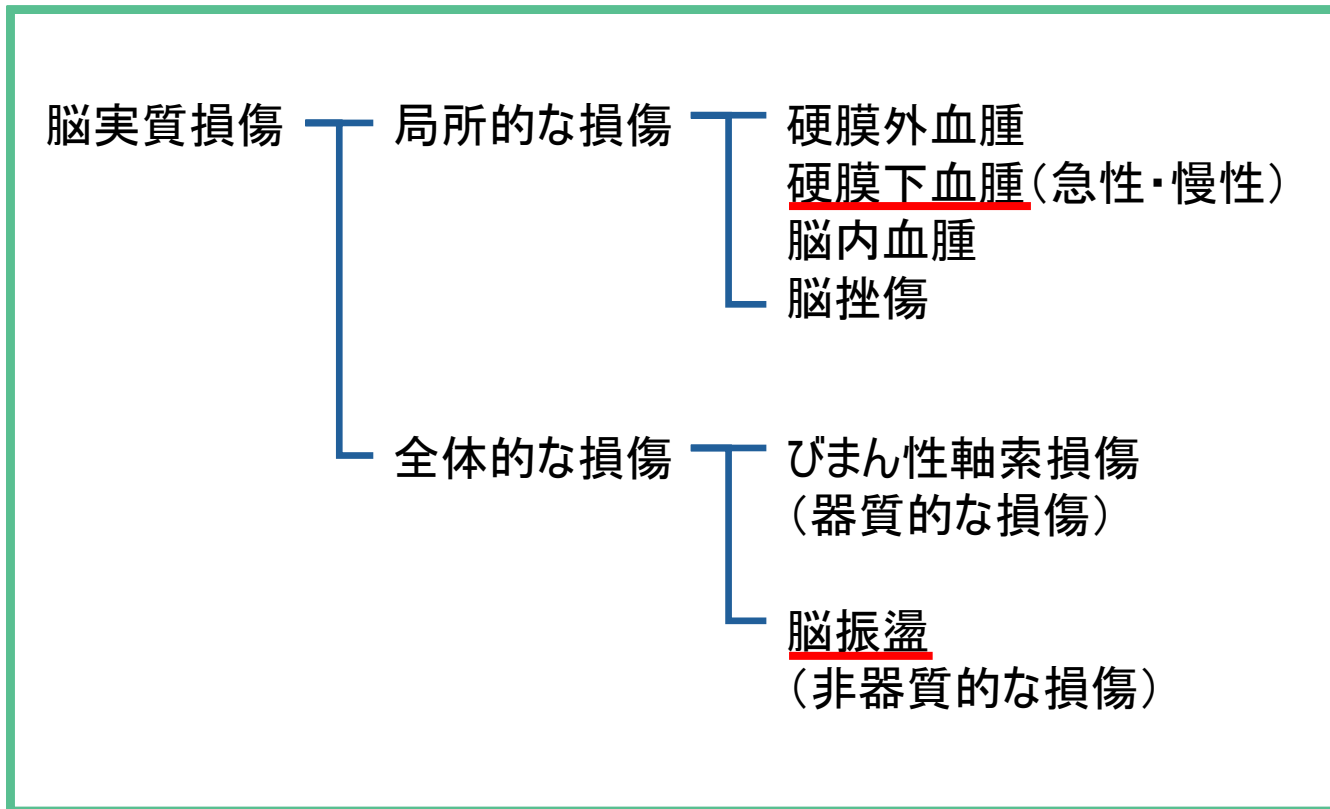 脳実質損傷
局所的な損傷
硬膜外血腫
硬膜下血腫(急性・慢性)
脳内血腫
脳挫傷
全体的な損傷
びまん性軸索損傷
(器質的な損傷)
脳振盪
(非器質的な損傷)